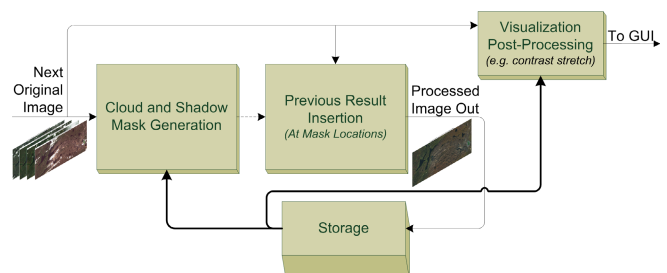 Next
Original
Image
Cloud and Shadow
Mask Generation
Previous Result
Insertion
(At Mask Locations)
Processed
Image Out
Visualization
Post-Processing
(e.g. contrast stretch)
To GUI
Storage